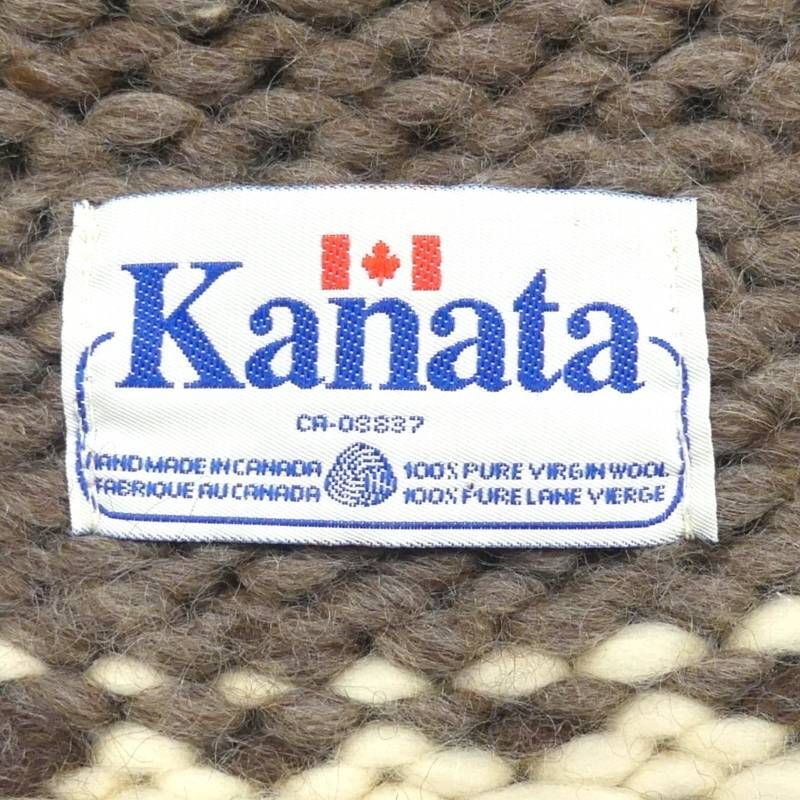 Kanata
CA-03837
HAND MADE IN CANADA
FABRIQUE AU CANADA
100% PURE VIRGIN WOOL
100% PURE LANE VIERGE